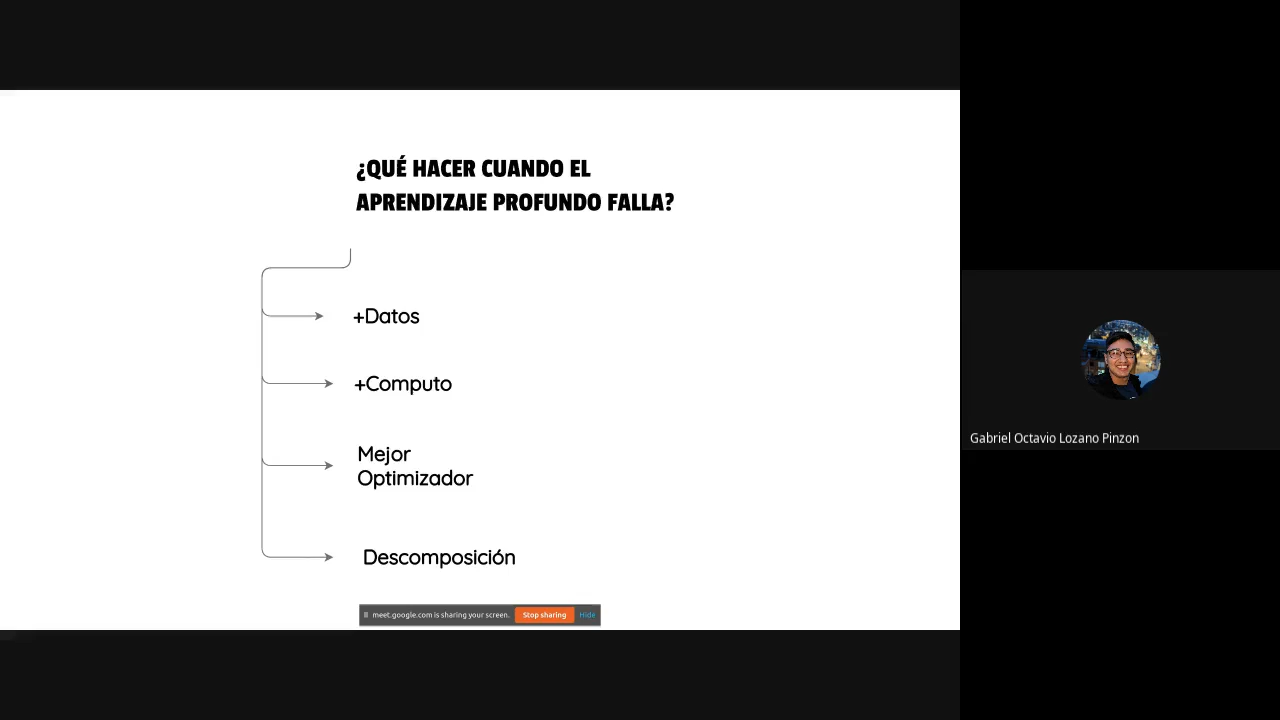 ¿QUÉ HACER CUANDO EL
APRENDIZAJE PROFUNDO FALLA?
+Datos
+Computo
Mejor
Optimizador
Descomposición
meet.google.com is sharing your screen. Stop sharing Hide
Gabriel Octavio Lozano Pinzon